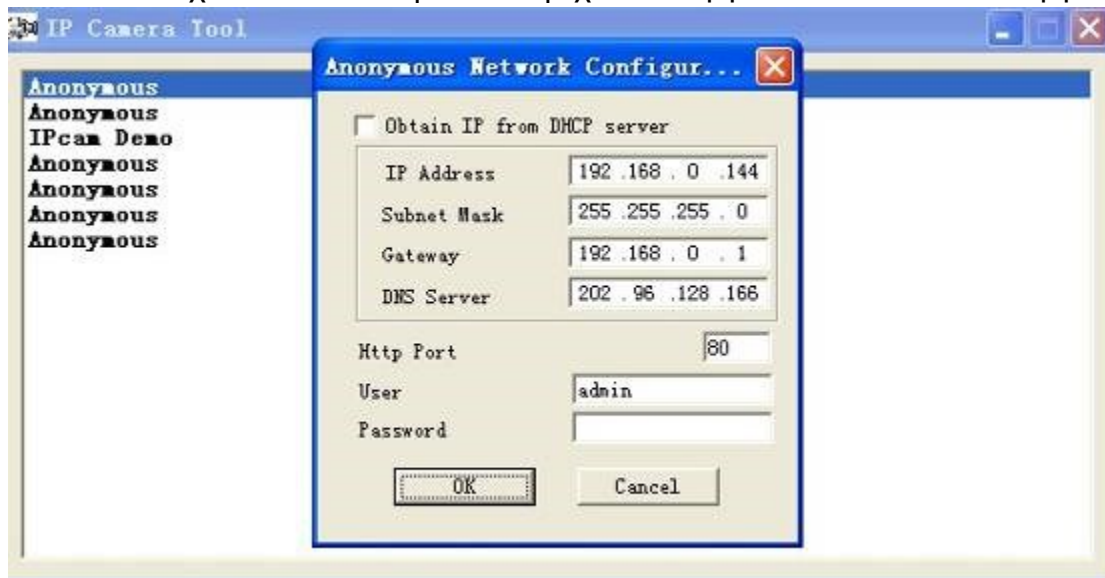 IP Camera Tool
Anonymous Network Configur...
Anonymous
Anonymous
IPcam Demo
Anonymous
Anonymous
Anonymous
Anonymous
Obtain IP from DHCP server
IP Address 192 .168 . 0 .144
Subnet Mask 255 .255 .255 . 0
Gateway 192 .168 . 0 . 1
DNS Server 202 . 96 .128 .166
Http Port 80
User admin
Password
OK Cancel